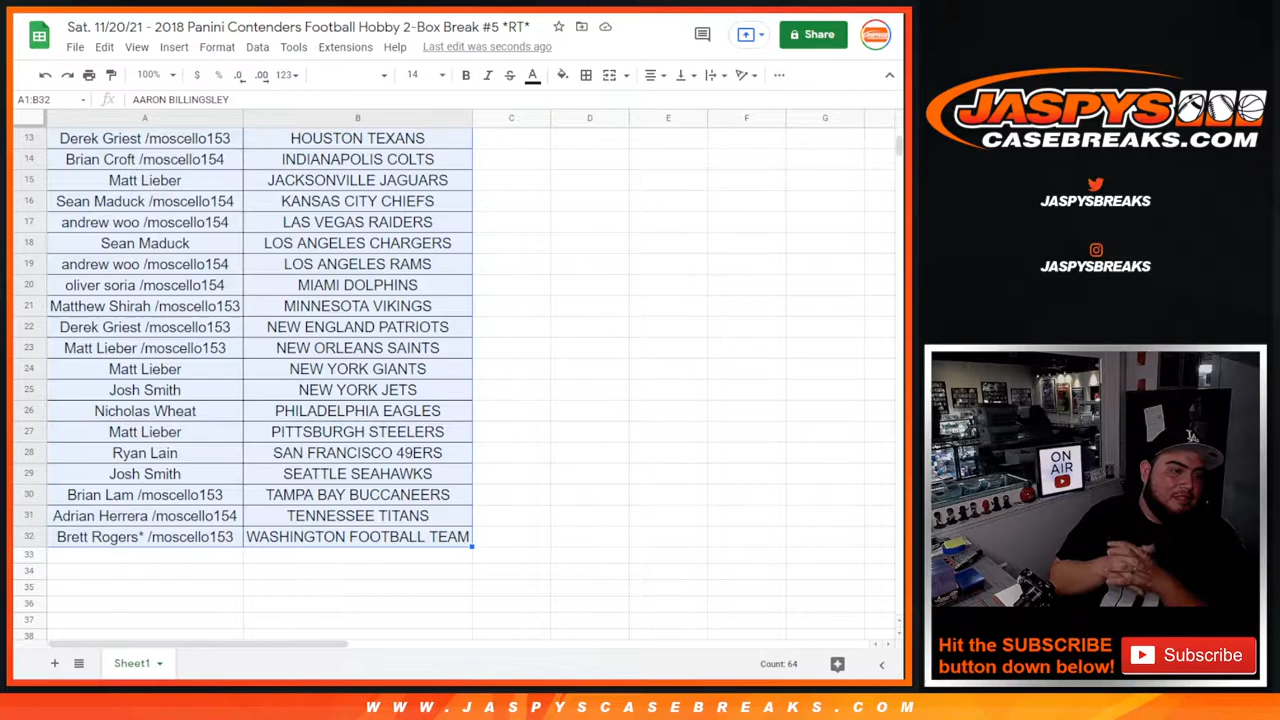 Sat. 11/20/21 - 2018 Panini Contenders Football Hobby 2-Box Break #5 *RT*
File Edit View Insert Format Data Tools Extensions Help Last edit was seconds ago
Share
100% $ % .0 .00 123 14 B I S A
A1:B32 fx AARON BILLINGSLEY
A B C D E F G
13 Derek Griest /moscello153 HOUSTON TEXANS
14 Brian Croft /moscello154 INDIANAPOLIS COLTS
15 Matt Lieber JACKSONVILLE JAGUARS
16 Sean Maduck /moscello154 KANSAS CITY CHIEFS
17 andrew woo /moscello154 LAS VEGAS RAIDERS
18 Sean Maduck LOS ANGELES CHARGERS
19 andrew woo /moscello154 LOS ANGELES RAMS
20 oliver soria /moscello154 MIAMI DOLPHINS
21 Matthew Shirah /moscello153 MINNESOTA VIKINGS
22 Derek Griest /moscello153 NEW ENGLAND PATRIOTS
23 Matt Lieber /moscello153 NEW ORLEANS SAINTS
24 Matt Lieber NEW YORK GIANTS
25 Josh Smith NEW YORK JETS
26 Nicholas Wheat PHILADELPHIA EAGLES
27 Matt Lieber PITTSBURGH STEELERS
28 Ryan Lain SAN FRANCISCO 49ERS
29 Josh Smith SEATTLE SEAHAWKS
30 Brian Lam /moscello153 TAMPA BAY BUCCANEERS
31 Adrian Herrera /moscello154 TENNESSEE TITANS
32 Brett Rogers* /moscello153 WASHINGTON FOOTBALL TEAM
33
34
35
36
37
38
Sheet1 Count: 64
JASPYS
CASEBREAKS.COM
JASPYSBREAKS
JASPYSBREAKS
ON
AIR
LA
Hit the SUBSCRIBE
button down below!
Subscribe
WWW.JASPYSCASEBREAKS.COM